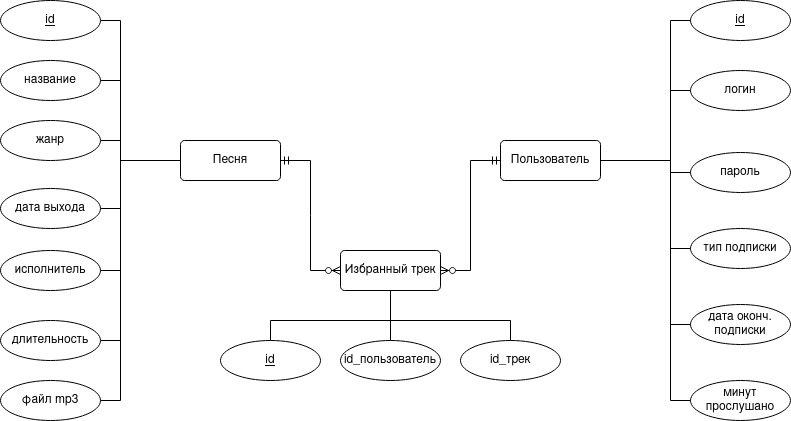 id
название
жанр
дата выхода
исполнитель
длительность
файл mp3
Песня
Пользователь
Избранный трек
id
id_пользователь
id_трек
id
логин
пароль
тип подписки
дата оконч.
подписки
минут
прослушано